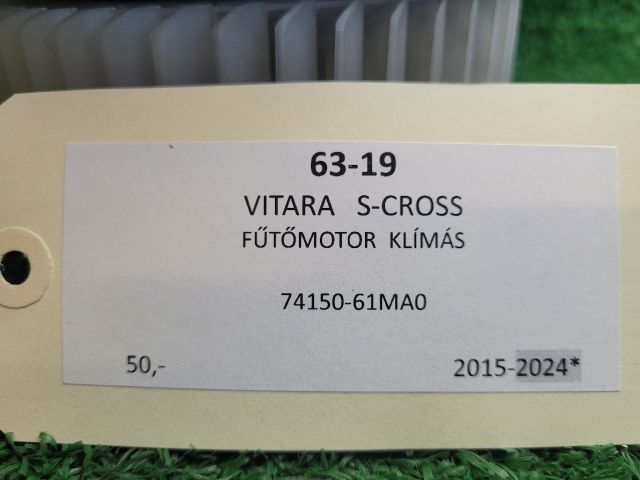 63-19
VITARA S-CROSS
FŰTŐMOTOR KLÍMÁS
74150-61MA0
50,- 2015-2024*